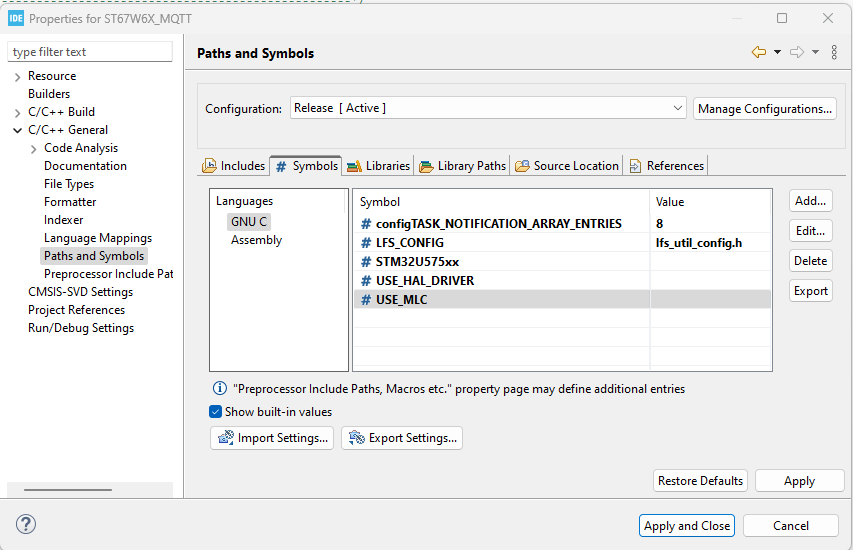 IDE Properties for ST67W6X_MQTT
type filter text
Resource
Builders
C/C++ Build
C/C++ General
Code Analysis
Documentation
File Types
Formatter
Indexer
Language Mappings
Paths and Symbols
Preprocessor Include Pat
CMSIS-SVD Settings
Project References
Run/Debug Settings
Paths and Symbols
Configuration: Release [ Active ] Manage Configurations...
Includes # Symbols Libraries Library Paths Source Location References
Languages
GNU C
Assembly
Symbol Value
# configTASK_NOTIFICATION_ARRAY_ENTRIES 8
# LFS_CONFIG lfs_util_config.h
# STM32U575xx
# USE_HAL_DRIVER
# USE_MLC
Add...
Edit...
Delete
Export
"Preprocessor Include Paths, Macros etc." property page may define additional entries
Show built-in values
Import Settings... Export Settings...
Restore Defaults Apply
? Apply and Close Cancel